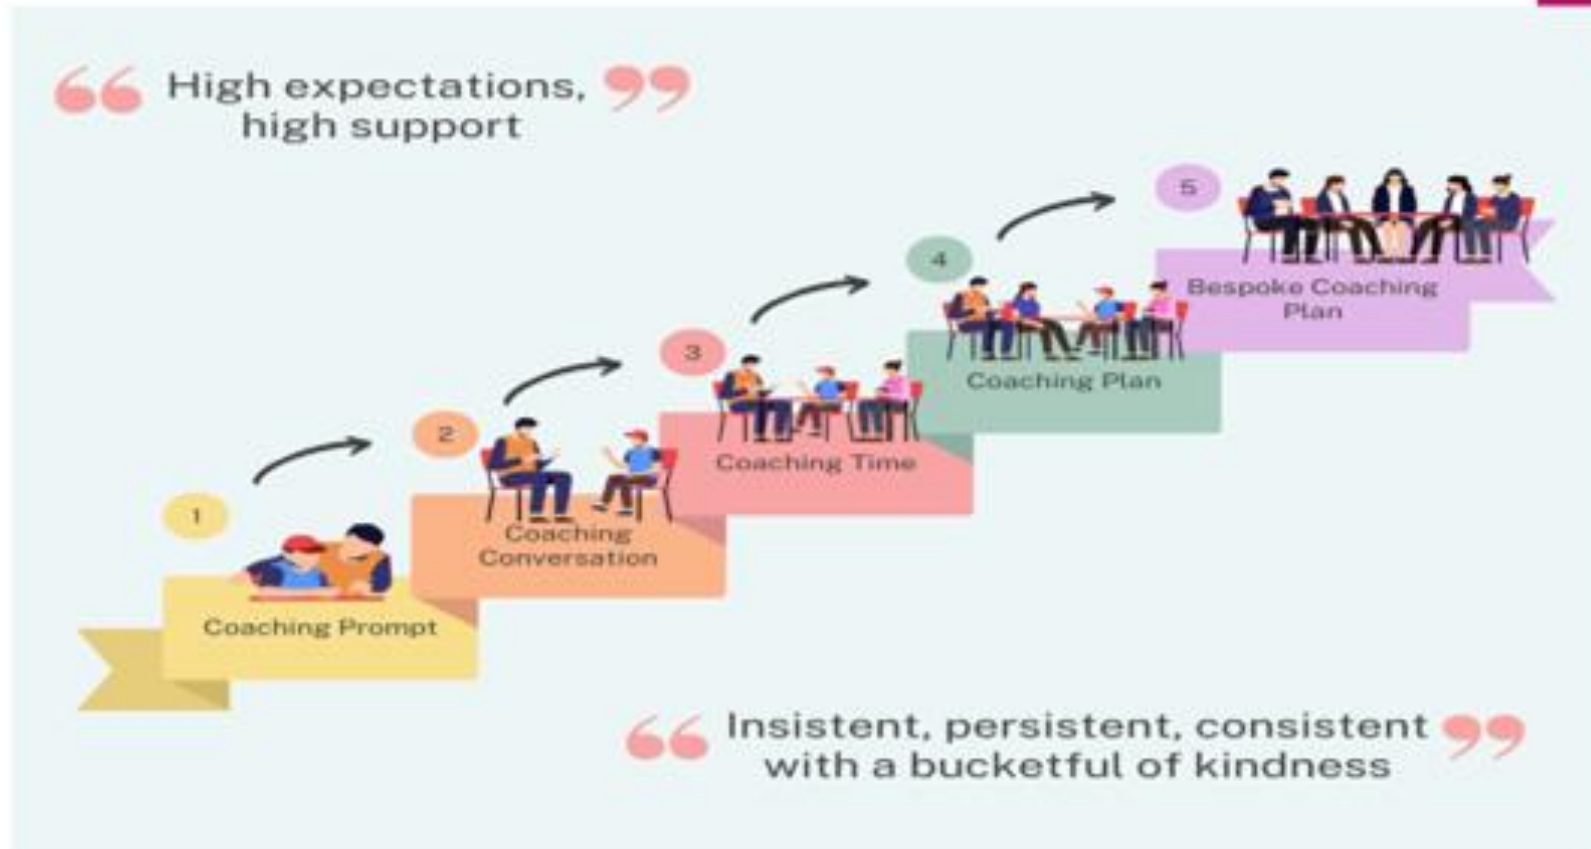 “ High expectations, ”
high support
5
Bespoke Coaching
Plan
4
Coaching Plan
3
Coaching Time
2
Coaching
Conversation
1
Coaching Prompt
“ Insistent, persistent, consistent ”
with a bucketful of kindness